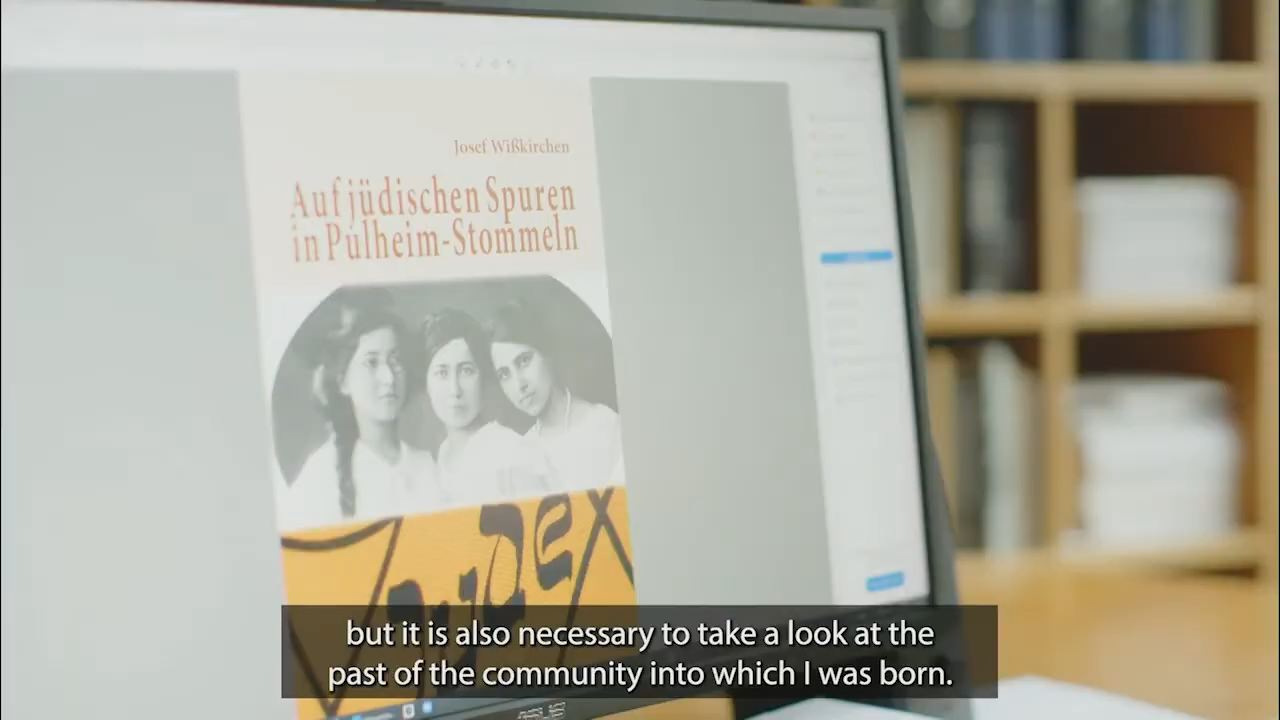 Josef Wißkirchen
Auf jüdischen Spuren
in Pulheim-Stommeln
but it is also necessary to take a look at the
past of the community into which I was born.